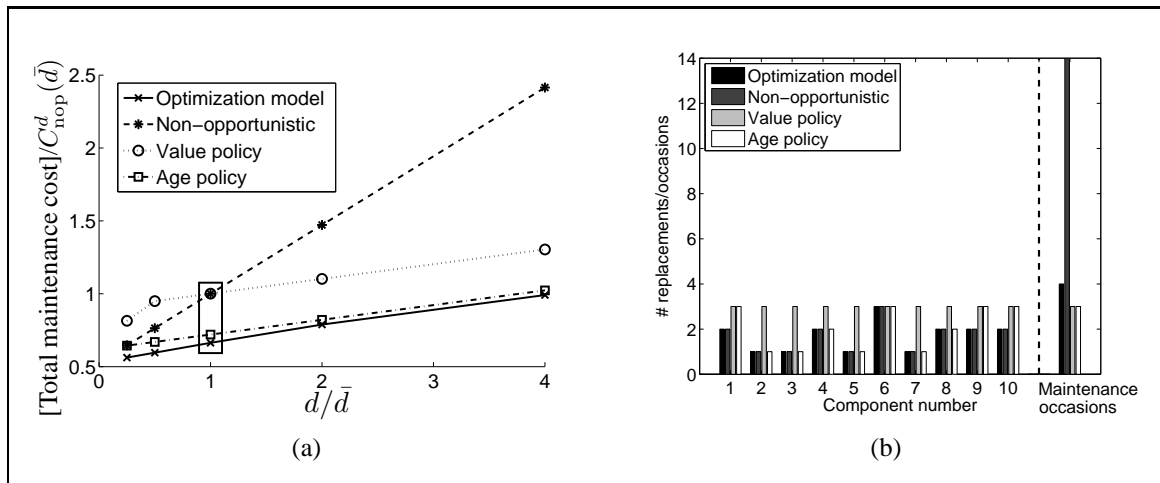 [Total maintenance cost]/C^d_nop(d̄)
2.5
2
1.5
1
0.5
0 1 2 3 4
d/d̄
Optimization model
Non−opportunistic
Value policy
Age policy
(a)
# replacements/occasions
14
12
10
8
6
4
2
0
Optimization model
Non−opportunistic
Value policy
Age policy
1 2 3 4 5 6 7 8 9 10
Component number
Maintenance
occasions
(b)